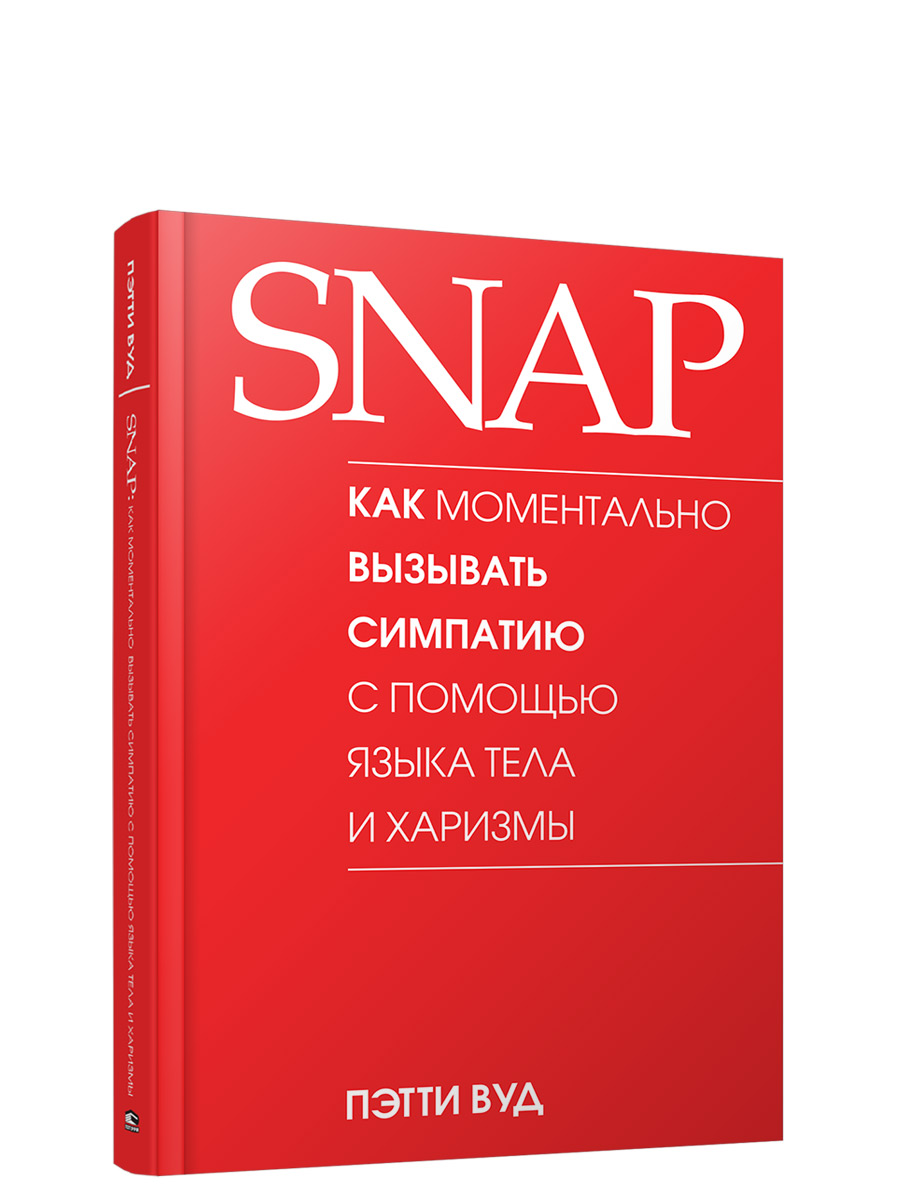 SNAP
КАК МОМЕНТАЛЬНО
ВЫЗЫВАТЬ
СИМПАТИЮ
С ПОМОЩЬЮ
ЯЗЫКА ТЕЛА
И ХАРИЗМЫ
ПЭТТИ ВУД
ПЭТТИ ВУД | SNAP: КАК МОМЕНТАЛЬНО ВЫЗЫВАТЬ СИМПАТИЮ С ПОМОЩЬЮ ЯЗЫКА ТЕЛА И ХАРИЗМЫ